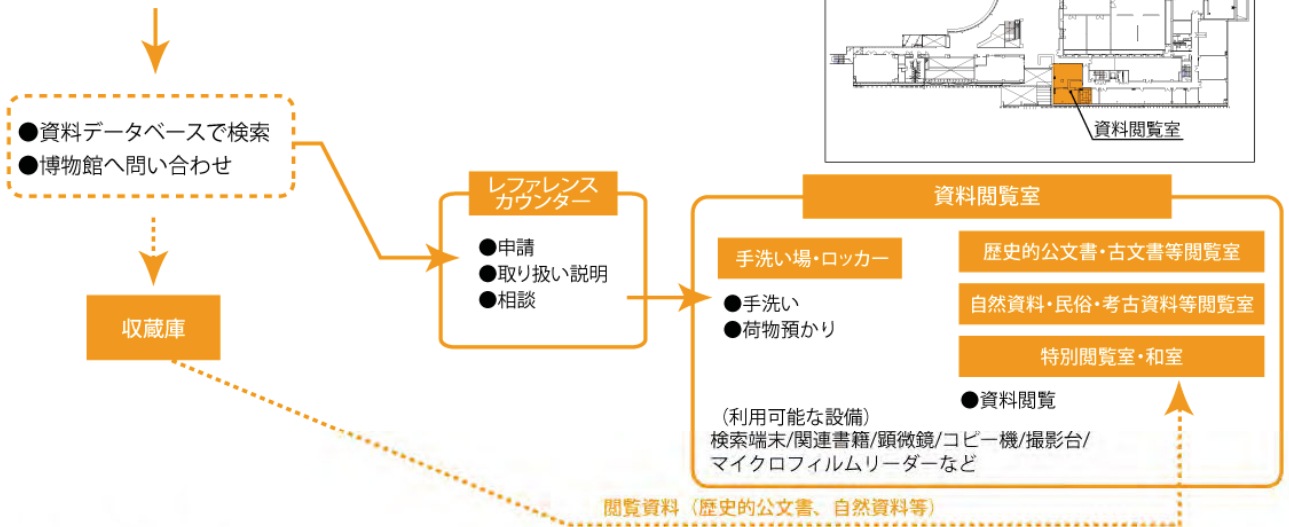 ●資料データベースで検索
●博物館へ問い合わせ
収蔵庫
レファレンス
カウンター
●申請
●取り扱い説明
●相談
資料閲覧室
資料閲覧室
手洗い場・ロッカー
●手洗い
●荷物預かり
歴史的公文書・古文書等閲覧室
自然資料・民俗・考古資料等閲覧室
特別閲覧室・和室
●資料閲覧
（利用可能な設備）
検索端末/関連書籍/顕微鏡/コピー機/撮影台/
マイクロフィルムリーダーなど
閲覧資料（歴史的公文書、自然資料等）